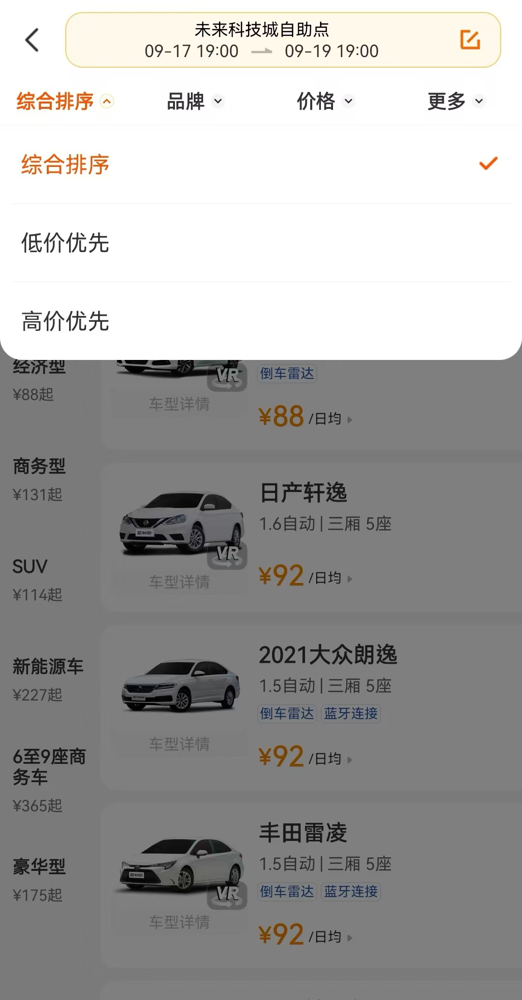 未来科技城自助点
09-17 19:00 09-19 19:00
综合排序 品牌 价格 更多
综合排序
低价优先
高价优先
经济型
¥88起
商务型
¥131起
SUV
¥114起
新能源车
¥227起
6至9座商
务车
¥365起
豪华型
¥175起
VR
车型详情
倒车雷达
¥88 /日均
VR
车型详情
日产轩逸
1.6自动 | 三厢 5座
¥92 /日均
车型详情
2021大众朗逸
1.5自动 | 三厢 5座
倒车雷达 蓝牙连接
¥92 /日均
VR
车型详情
丰田雷凌
1.5自动 | 三厢 5座
倒车雷达 蓝牙连接
¥92 /日均